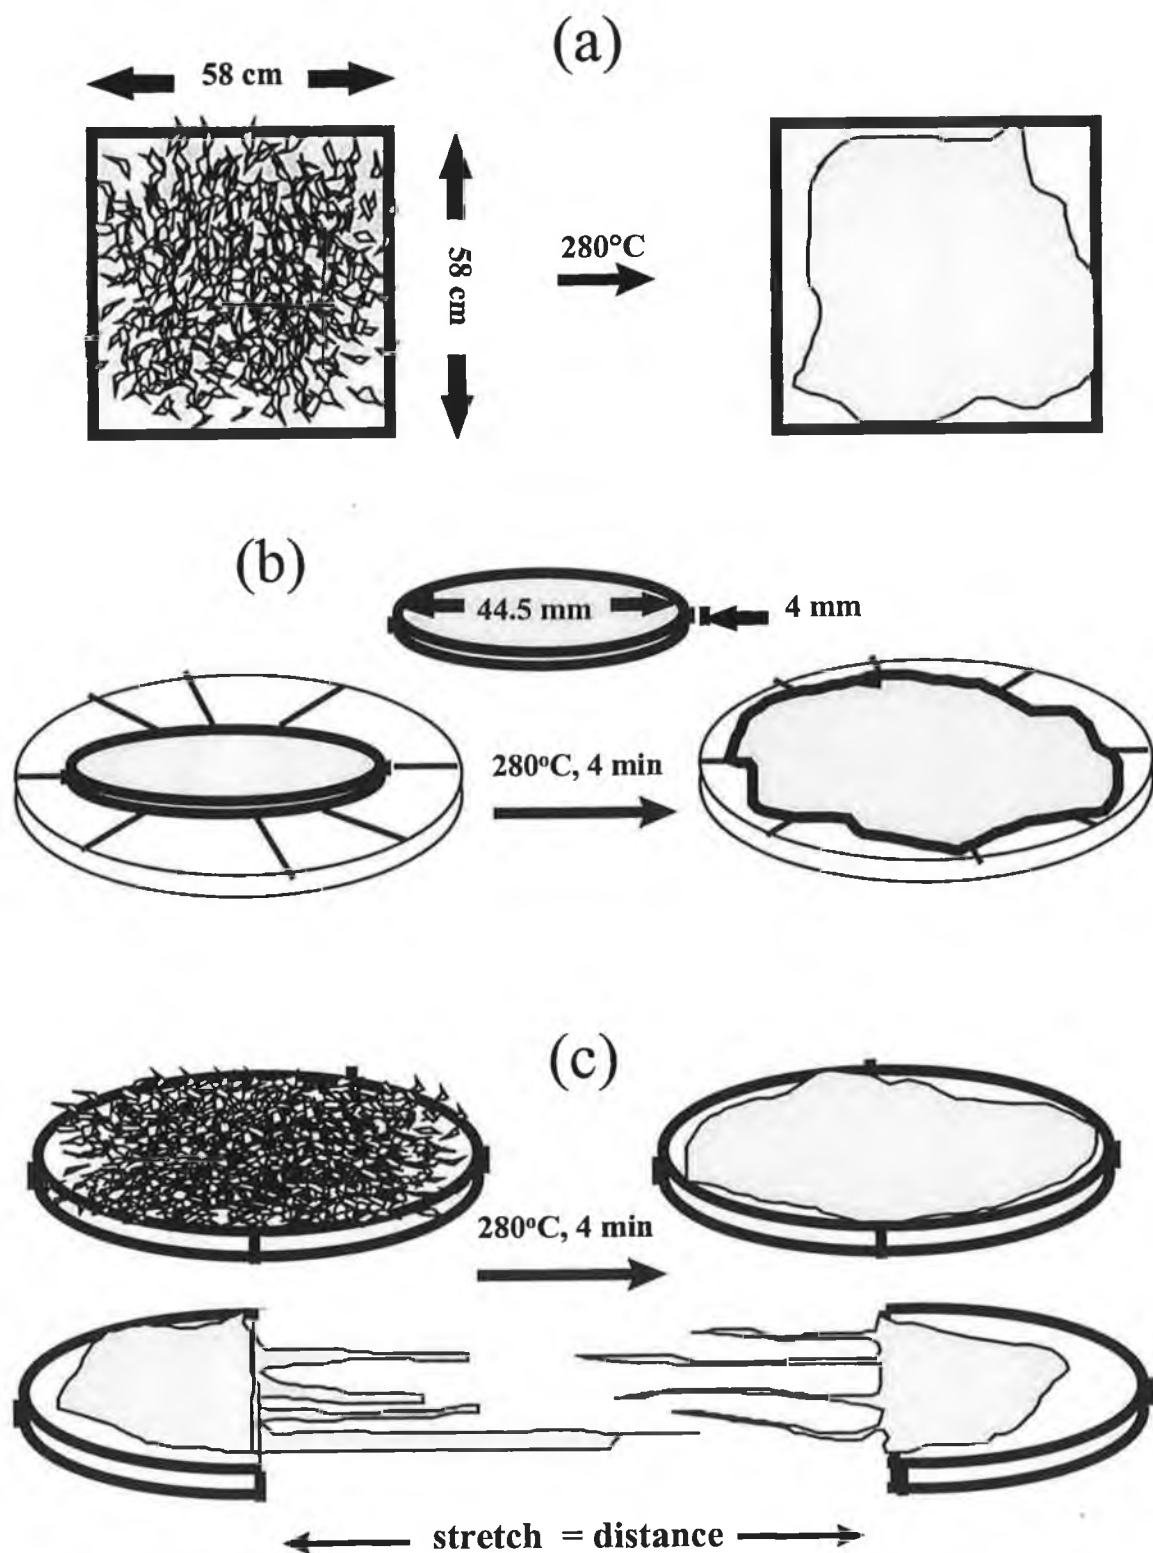 (a)
58 cm
58 cm
280°C
(b)
44.5 mm
4 mm
280°C, 4 min
(c)
280°C, 4 min
stretch = distance